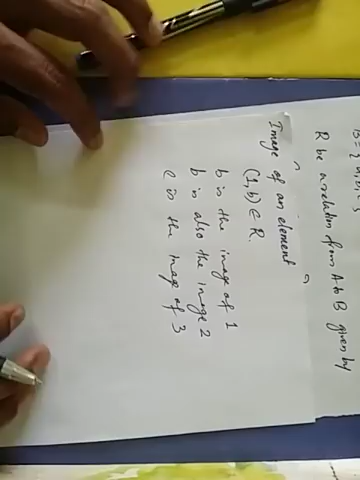 B = {a, b, c}
R be a relation from A to B given by
Image of an element
(1, b) ∈ R.
b is the image of 1
b is also the image 2
c is the image of 3